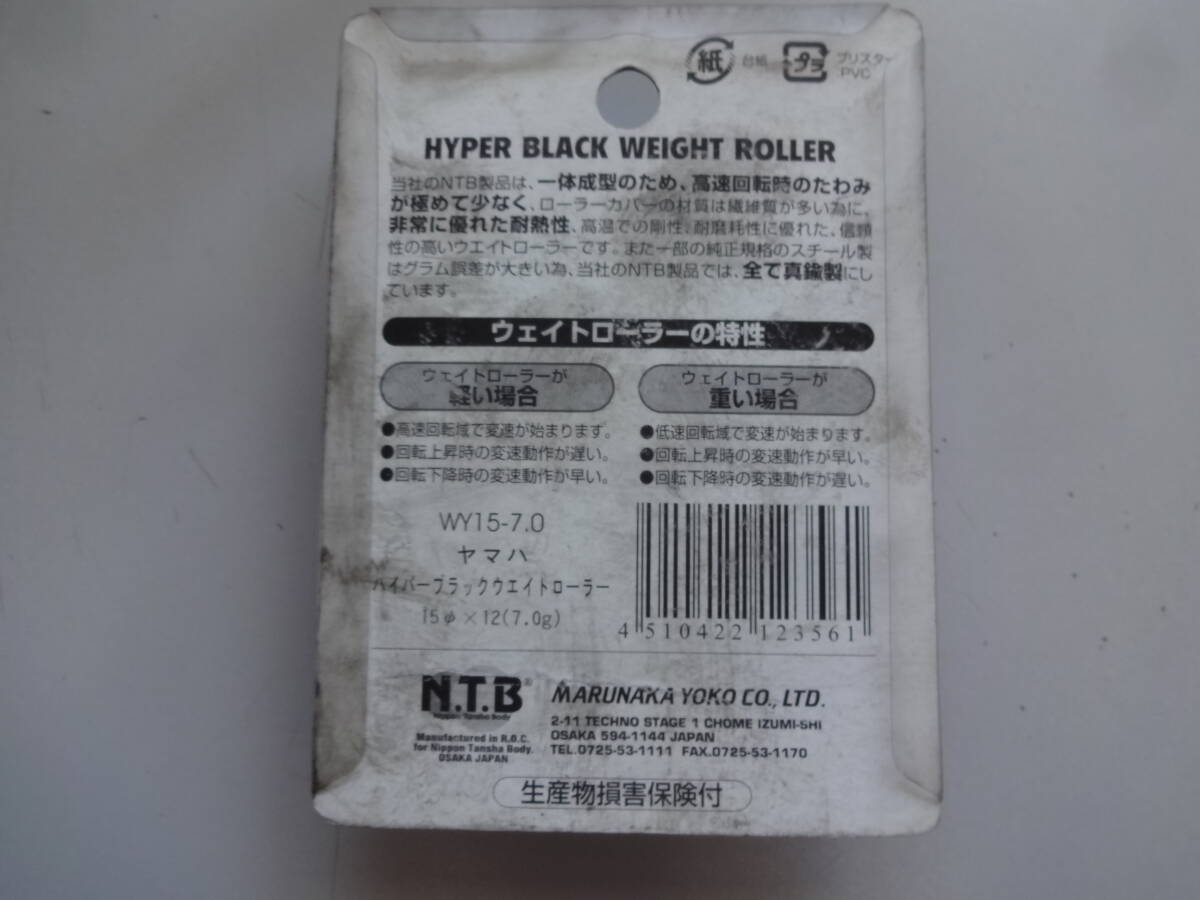 紙 台紙 プラ ブリスター
PVC
HYPER BLACK WEIGHT ROLLER
当社のNTB製品は、一体成型のため、高速回転時のたわみ
が極めて少なく、ローラーカバーの材質は繊維質が多い為に、
非常に優れた耐熱性、高温での剛性、耐磨耗性に優れた、信頼
性の高いウエイトローラーです。また一部の純正規格のスチール製
はグラム誤差が大きい為、当社のNTB製品では、全て真鍮製にし
ています。
ウェイトローラーの特性
ウェイトローラーが
軽い場合
●高速回転域で変速が始まります。
●回転上昇時の変速動作が遅い。
●回転下降時の変速動作が早い。
ウェイトローラーが
重い場合
●低速回転域で変速が始まります。
●回転上昇時の変速動作が早い。
●回転下降時の変速動作が遅い。
WY15-7.0
ヤマハ
ハイパーブラックウエイトローラー
15φ×12(7.0g)
4 510422 123561
N.T.B®
Nippon Tansha Body
Manufactured in R.O.C.
for Nippon Tansha Body.
OSAKA JAPAN
MARUNAKA YOKO CO., LTD.
2-11 TECHNO STAGE 1 CHOME IZUMI-SHI
OSAKA 594-1144 JAPAN
TEL.0725-53-1111 FAX.0725-53-1170
生産物損害保険付